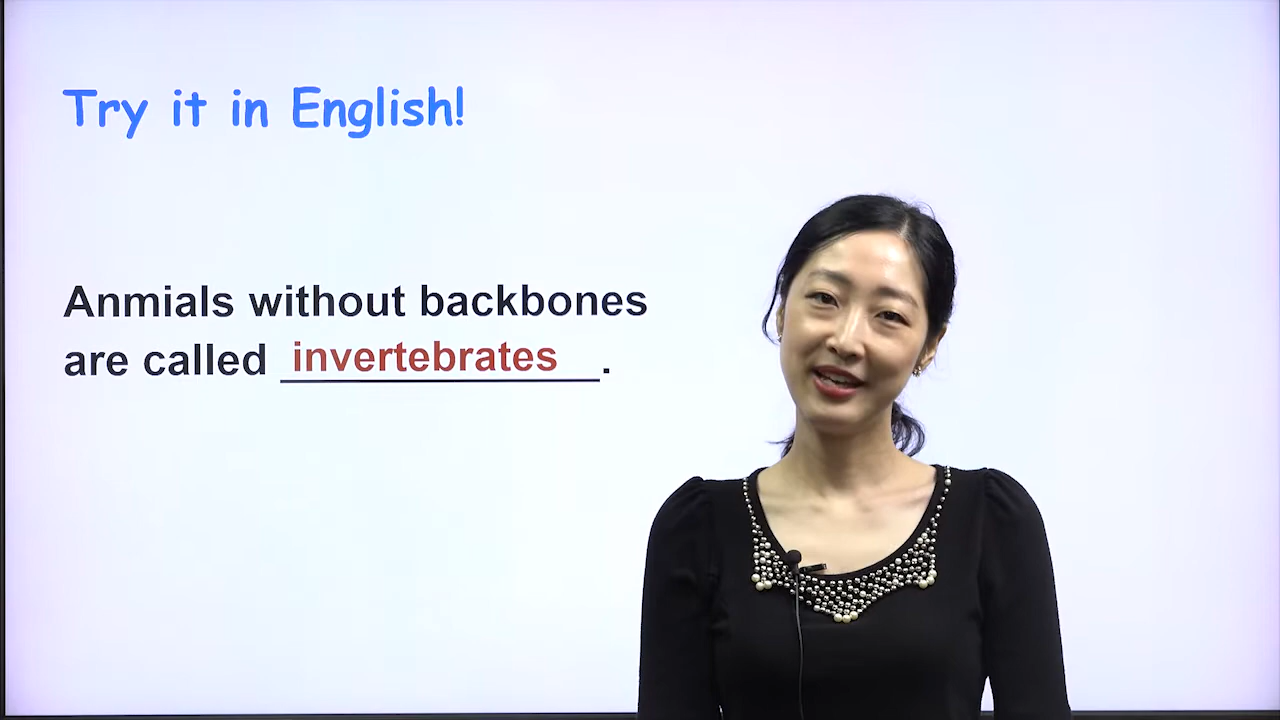 Try it in English!
Anmials without backbones
are called invertebrates.